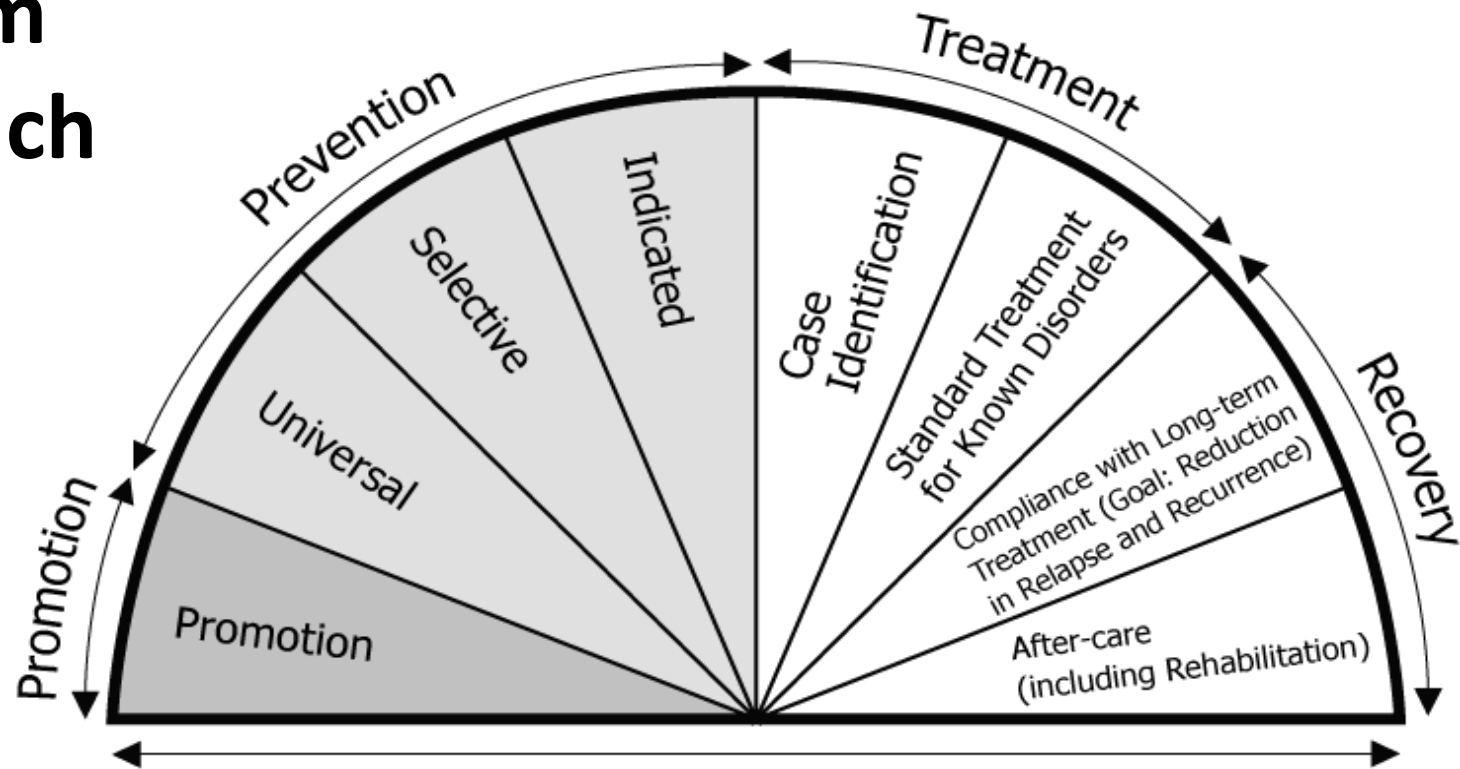 m
ch
Promotion
Prevention
Treatment
Recovery
Promotion
Universal
Selective
Indicated
Case
Identification
Standard Treatment
for Known Disorders
Compliance with Long-term
Treatment (Goal: Reduction
in Relapse and Recurrence)
After-care
(including Rehabilitation)